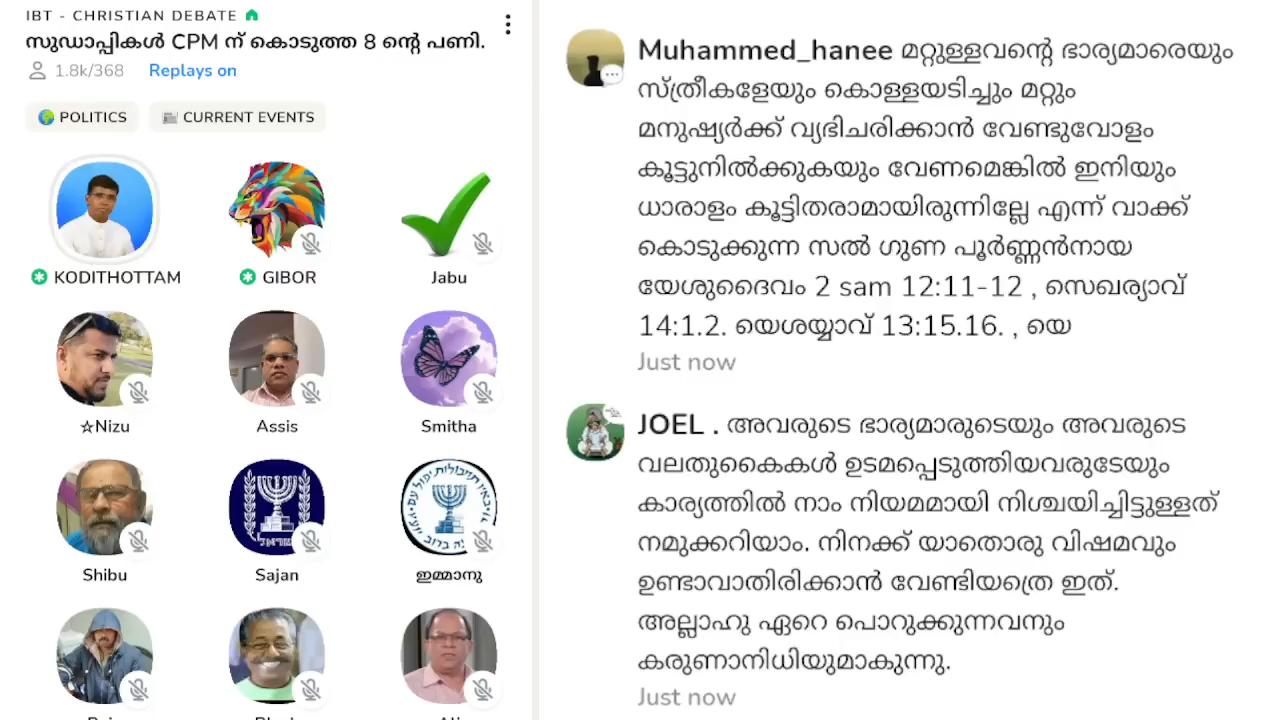 IBT - CHRISTIAN DEBATE
സുഡാപ്പികൾ CPM ന് കൊടുത്ത 8 ന്റെ പണി.
1.8k/368 Replays on
POLITICS CURRENT EVENTS
KODITHOTTAM GIBOR Jabu
☆Nizu Assis Smitha
Shibu Sajan ഇമ്മാനു
Muhammed_hanee മറ്റുള്ളവന്റെ ഭാര്യമാരെയും
സ്ത്രീകളേയും കൊള്ളയടിച്ചും മറ്റും
മനുഷ്യർക്ക് വ്യഭിചരിക്കാൻ വേണ്ടുവോളം
കൂട്ടുനിൽക്കുകയും വേണമെങ്കിൽ ഇനിയും
ധാരാളം കൂട്ടിതരാമായിരുന്നില്ലേ എന്ന് വാക്ക്
കൊടുക്കുന്ന സൽ ഗുണ പൂർണ്ണൻനായ
യേശുദൈവം 2 sam 12:11-12 , സെഖര്യാവ്
14:1.2. യെശയ്യാവ് 13:15.16. , യെ
Just now
JOEL . അവരുടെ ഭാര്യമാരുടെയും അവരുടെ
വലതുകൈകൾ ഉടമപ്പെടുത്തിയവരുടേയും
കാര്യത്തിൽ നാം നിയമമായി നിശ്ചയിച്ചിട്ടുള്ളത്
നമുക്കറിയാം. നിനക്ക് യാതൊരു വിഷമവും
ഉണ്ടാവാതിരിക്കാൻ വേണ്ടിയത്രെ ഇത്.
അല്ലാഹു ഏറെ പൊറുക്കുന്നവനും
കരുണാനിധിയുമാകുന്നു.
Just now